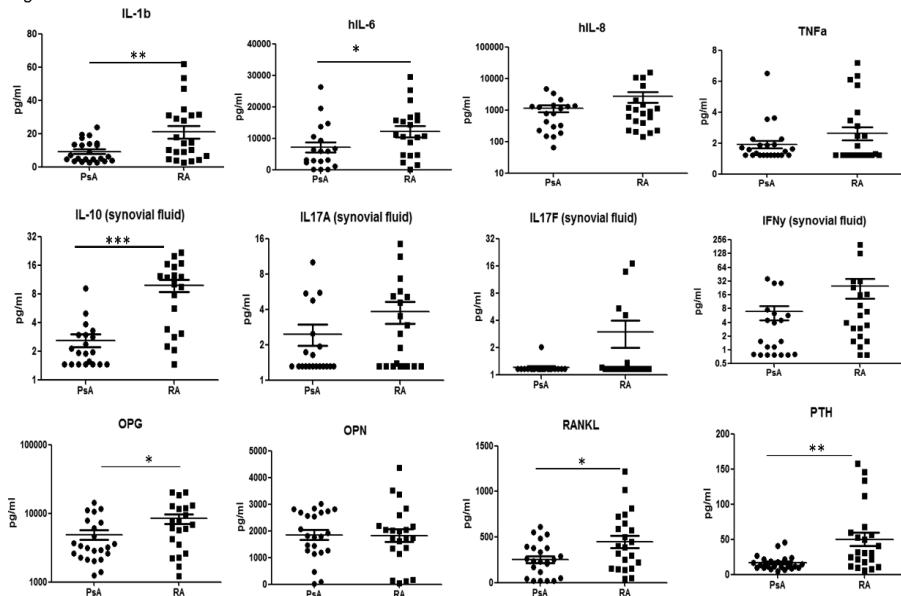 IL-1b
**
pg/ml
80
60
40
20
0
PsA
RA
hIL-6
*
pg/ml
40000
30000
20000
10000
0
PsA
RA
hIL-8
pg/ml
100000
10000
1000
100
10
PsA
RA
TNFa
pg/ml
8
6
4
2
0
PsA
RA
IL-10 (synovial fluid)
***
pg/ml
32
16
8
4
2
1
PsA
RA
IL17A (synovial fluid)
pg/ml
16
8
4
2
1
PsA
RA
IL17F (synovial fluid)
pg/ml
32
16
8
4
2
1
PsA
RA
IFNy (synovial fluid)
pg/ml
256
128
64
32
16
8
4
2
1
0.5
PsA
RA
OPG
*
pg/ml
100000
10000
1000
PsA
RA
OPN
pg/ml
5000
4000
3000
2000
1000
0
PsA
RA
RANKL
*
pg/ml
1500
1000
500
0
PsA
RA
PTH
**
pg/ml
200
150
100
50
0
PsA
RA